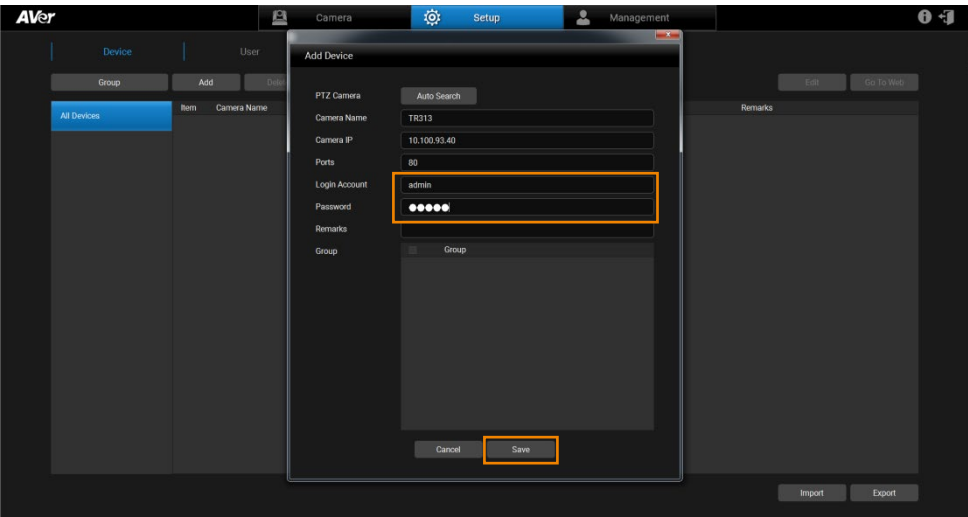 AVer
Camera
Setup
Management
Device
User
Add Device
Group
Add
Edit
Go To Web
Item
Camera Name
Remarks
All Devices
PTZ Camera
Auto Search
Camera Name
TR313
Camera IP
10.100.93.40
Ports
80
Login Account
admin
Password
Remarks
Group
Group
Cancel
Save
Import
Export